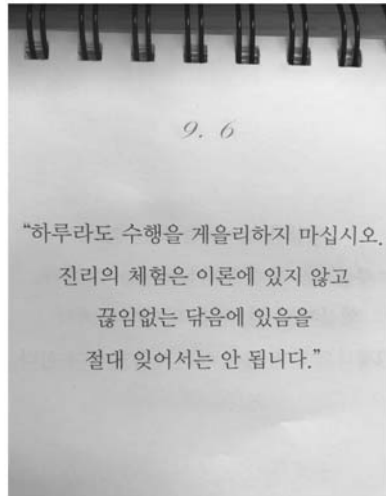 9. 6
“하루라도 수행을 게을리하지 마십시오.
진리의 체험은 이론에 있지 않고
끊임없는 닦음에 있음을
절대 잊어서는 안 됩니다.”